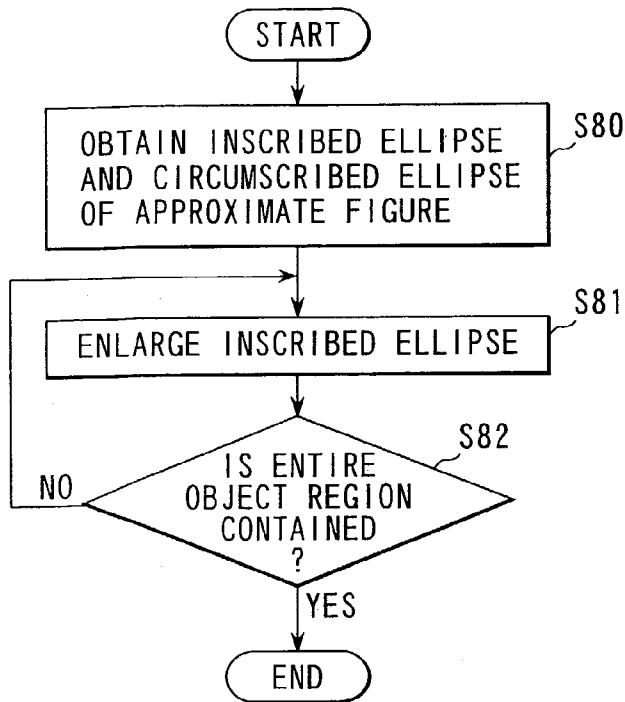 START
OBTAIN INSCRIBED ELLIPSE
AND CIRCUMSCRIBED ELLIPSE
OF APPROXIMATE FIGURE
S80
ENLARGE INSCRIBED ELLIPSE
S81
IS ENTIRE
OBJECT REGION
CONTAINED
?
S82
NO
YES
END